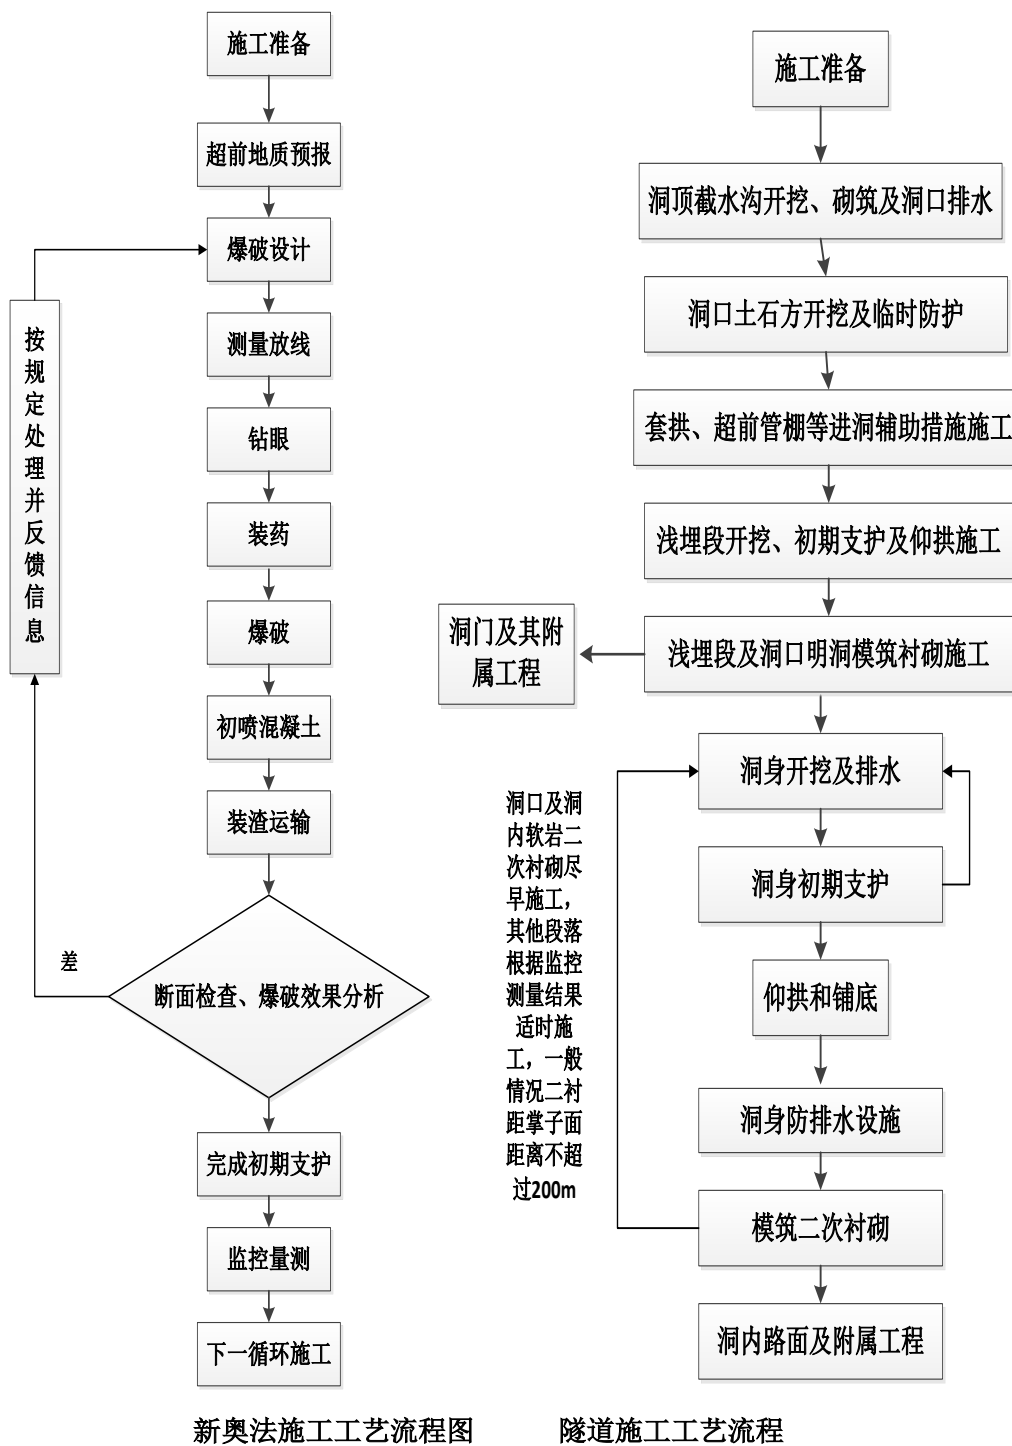 施工准备
超前地质预报
爆破设计
测量放线
钻眼
装药
爆破
初喷混凝土
装渣运输
断面检查、爆破效果分析
差
按
规
定
处
理
并
反
馈
信
息
完成初期支护
监控量测
下一循环施工
新奥法施工工艺流程图
施工准备
洞顶截水沟开挖、砌筑及洞口排水
洞口土石方开挖及临时防护
套拱、超前管棚等进洞辅助措施施工
浅埋段开挖、初期支护及仰拱施工
浅埋段及洞口明洞模筑衬砌施工
洞门及其附
属工程
洞身开挖及排水
洞身初期支护
仰拱和铺底
洞身防排水设施
模筑二次衬砌
洞内路面及附属工程
洞口及洞
内软岩二
次衬砌尽
早施工，
其他段落
根据监控
测量结果
适时施
工，一般
情况二衬
距掌子面
距离不超
过200m
隧道施工工艺流程